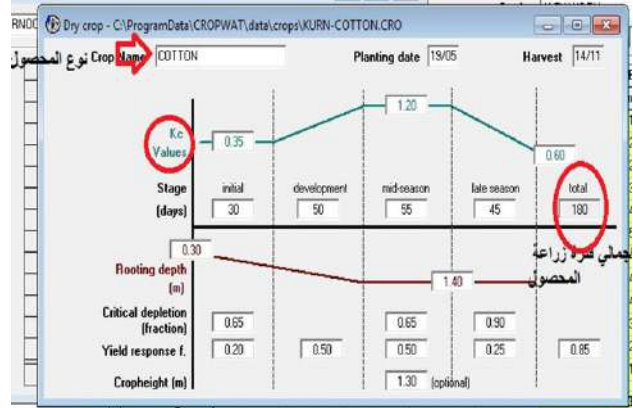 Dry crop - C:\ProgramData\CROPWAT\data\crops\KURN-COTTON.CRO
نوع المحصول
Crop Name COTTON Planting date 19/05 Harvest 14/11
Kc Values 0.35 1.20 0.60
Stage initial development mid-season late season total
(days) 30 50 55 45 180
إجمالي فترة زراعة
المحصول
Rooting depth
(m) 0.30 1.40
Critical depletion
(fraction) 0.65 0.65 0.90
Yield response f. 0.20 0.50 0.50 0.25 0.85
Cropheight (m) 1.30 (optional)